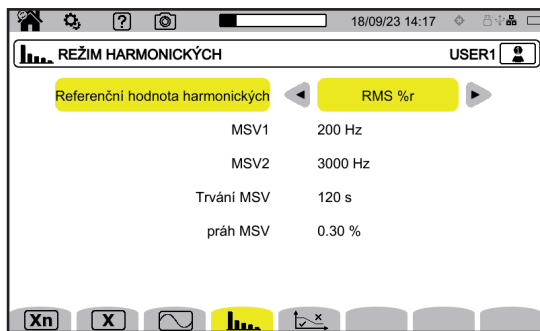 18/09/23 14:17
REŽIM HARMONICKÝCH USER1
Referenční hodnota harmonických RMS %r
MSV1 200 Hz
MSV2 3000 Hz
Trvání MSV 120 s
práh MSV 0.30 %
Xn X